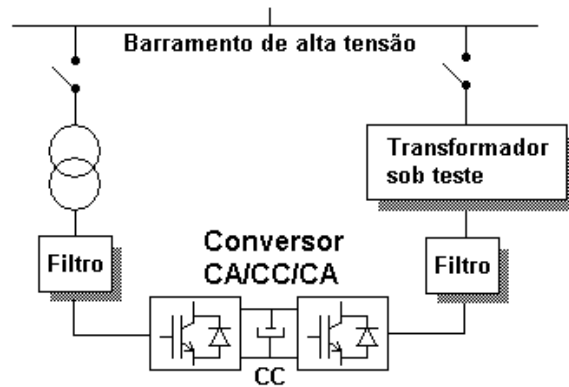 Barramento de alta tensão
Transformador
sob teste
Conversor
CA/CC/CA
Filtro
Filtro
CC